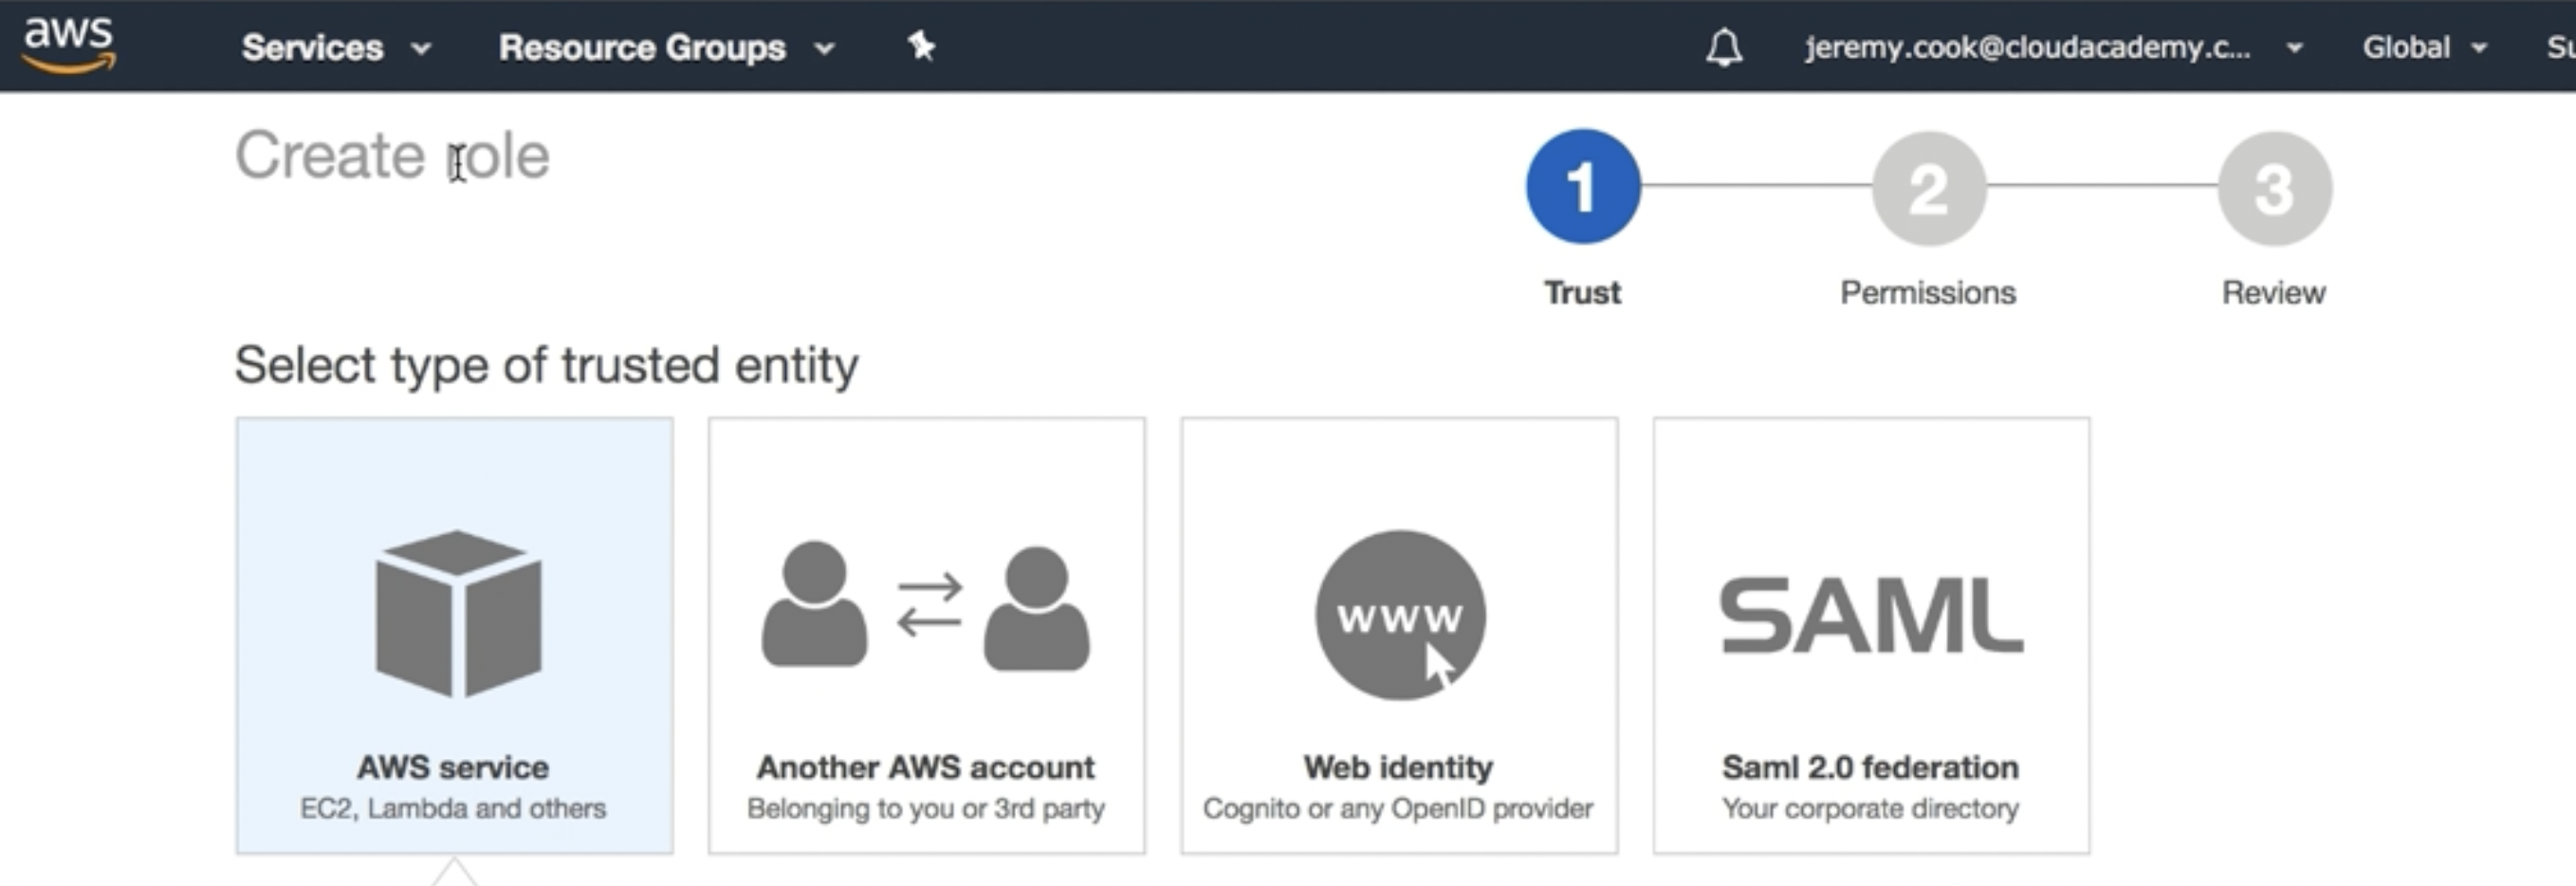 aws Services Resource Groups jeremy.cook@cloudacademy.c... Global Su
Create role
1 2 3
Trust Permissions Review
Select type of trusted entity
www SAML
AWS service Another AWS account Web identity Saml 2.0 federation
EC2, Lambda and others Belonging to you or 3rd party Cognito or any OpenID provider Your corporate directory